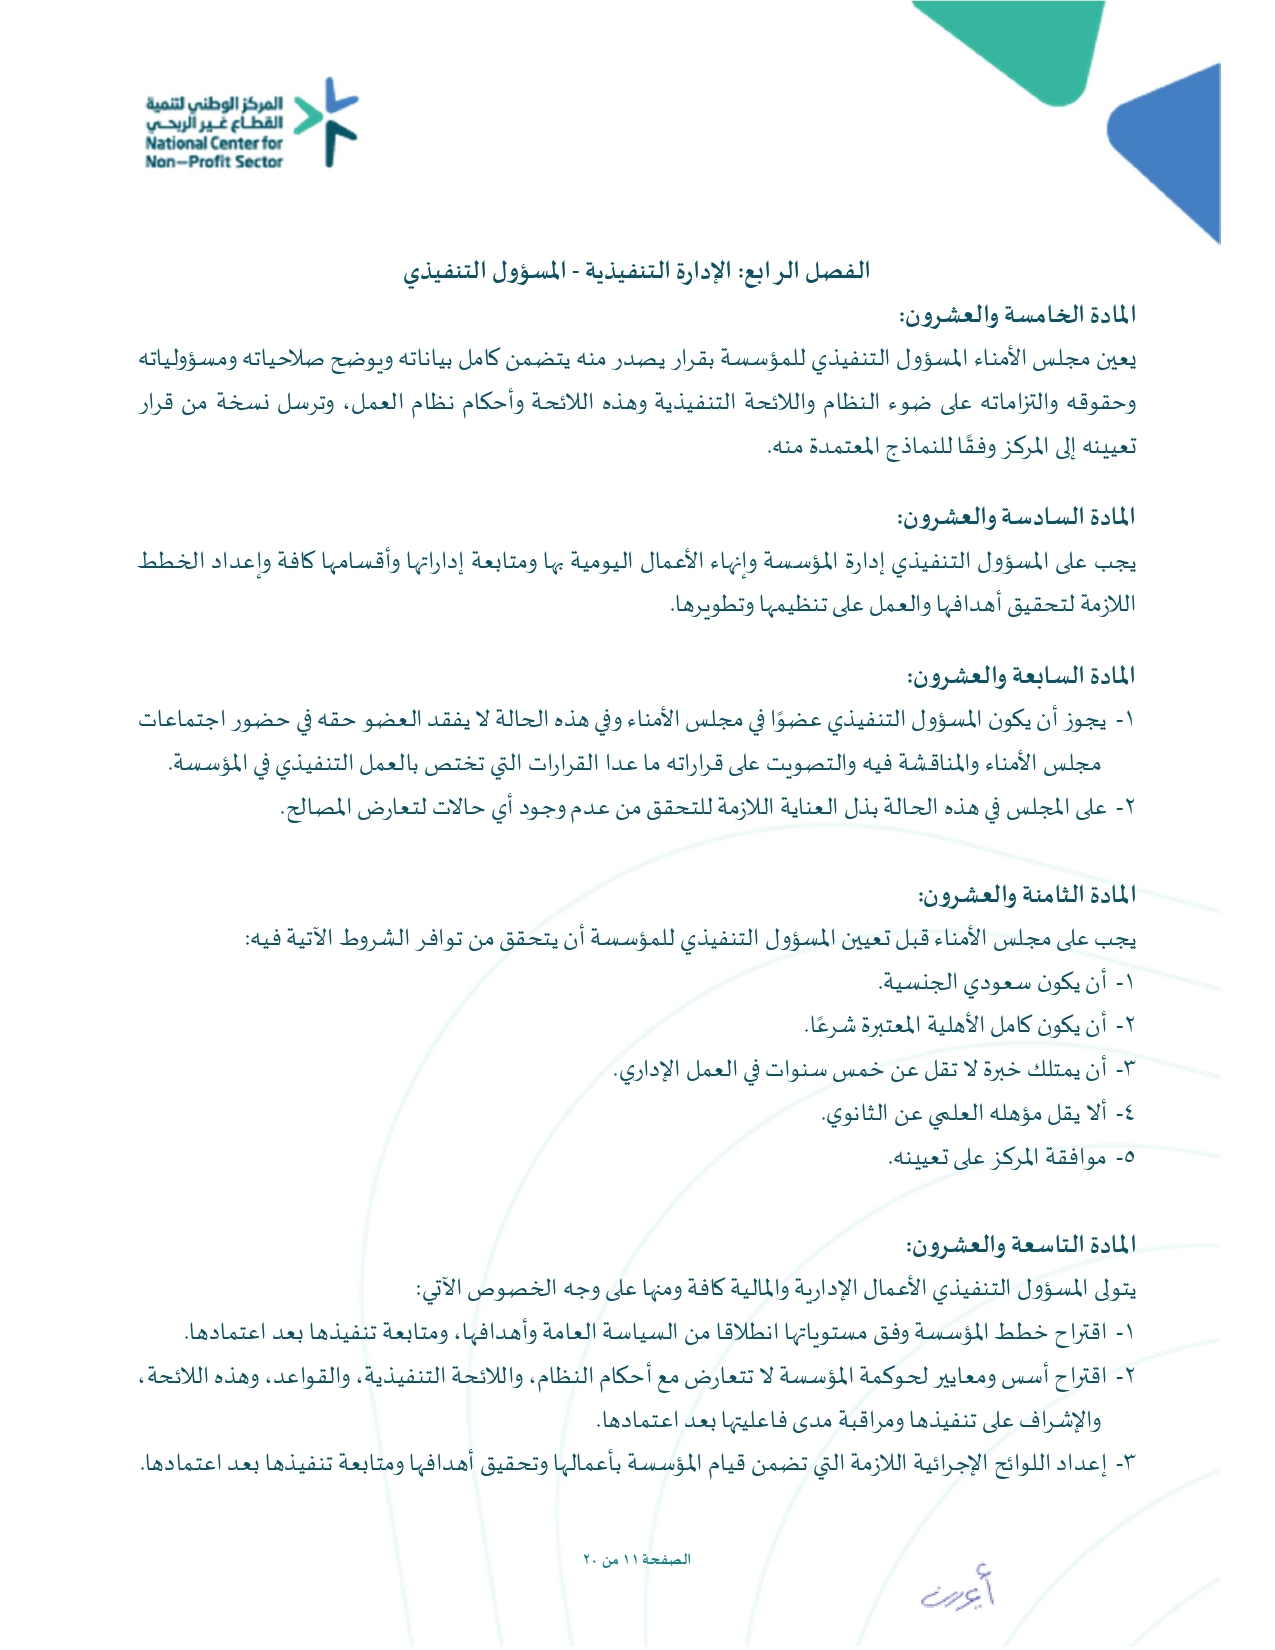 المركز الوطني لتنمية
القطاع غير الربحي
National Center for
Non–Profit Sector
الفصل الرابع: الإدارة التنفيذية - المسؤول التنفيذي
المادة الخامسة والعشرون:
يعين مجلس الأمناء المسؤول التنفيذي للمؤسسة بقرار يصدر منه يتضمن كامل بياناته ويوضح صلاحياته ومسؤولياته
وحقوقه والتزاماته على ضوء النظام واللائحة التنفيذية وهذه اللائحة وأحكام نظام العمل، وترسل نسخة من قرار
تعيينه إلى المركز وفقًا للنماذج المعتمدة منه.
المادة السادسة والعشرون:
يجب على المسؤول التنفيذي إدارة المؤسسة وإنهاء الأعمال اليومية بها ومتابعة إداراتها وأقسامها كافة وإعداد الخطط
اللازمة لتحقيق أهدافها والعمل على تنظيمها وتطويرها.
المادة السابعة والعشرون:
١- يجوز أن يكون المسؤول التنفيذي عضوًا في مجلس الأمناء وفي هذه الحالة لا يفقد العضو حقه في حضور اجتماعات
مجلس الأمناء والمناقشة فيه والتصويت على قراراته ما عدا القرارات التي تختص بالعمل التنفيذي في المؤسسة.
٢- على المجلس في هذه الحالة بذل العناية اللازمة للتحقق من عدم وجود أي حالات لتعارض المصالح.
المادة الثامنة والعشرون:
يجب على مجلس الأمناء قبل تعيين المسؤول التنفيذي للمؤسسة أن يتحقق من توافر الشروط الآتية فيه:
١- أن يكون سعودي الجنسية.
٢- أن يكون كامل الأهلية المعتبرة شرعًا.
٣- أن يمتلك خبرة لا تقل عن خمس سنوات في العمل الإداري.
٤- ألا يقل مؤهله العلمي عن الثانوي.
٥- موافقة المركز على تعيينه.
المادة التاسعة والعشرون:
يتولى المسؤول التنفيذي الأعمال الإدارية والمالية كافة ومنها على وجه الخصوص الآتي:
١- اقتراح خطط المؤسسة وفق مستوياتها انطلاقا من السياسة العامة وأهدافها، ومتابعة تنفيذها بعد اعتمادها.
٢- اقتراح أسس ومعايير لحوكمة المؤسسة لا تتعارض مع أحكام النظام، واللائحة التنفيذية، والقواعد، وهذه اللائحة،
والإشراف على تنفيذها ومراقبة مدى فاعليتها بعد اعتمادها.
٣- إعداد اللوائح الإجرائية اللازمة التي تضمن قيام المؤسسة بأعمالها وتحقيق أهدافها ومتابعة تنفيذها بعد اعتمادها.
الصفحة ١١ من ٢٠